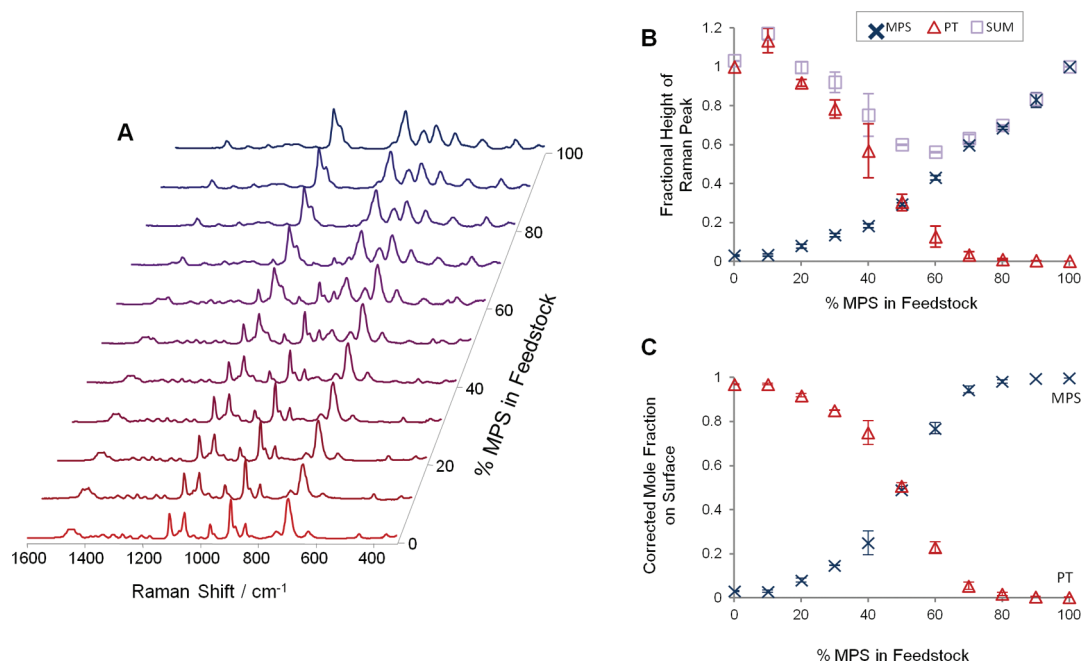 A
100
80
60
40
20
0
% MPS in Feedstock
1600 1400 1200 1000 800 600 400
Raman Shift / cm⁻¹
B
MPS PT SUM
Fractional Height of
Raman Peak
1.2
1
0.8
0.6
0.4
0.2
0
0 20 40 60 80 100
% MPS in Feedstock
C
Corrected Mole Fraction
on Surface
1
0.8
0.6
0.4
0.2
0
MPS
PT
0 20 40 60 80 100
% MPS in Feedstock